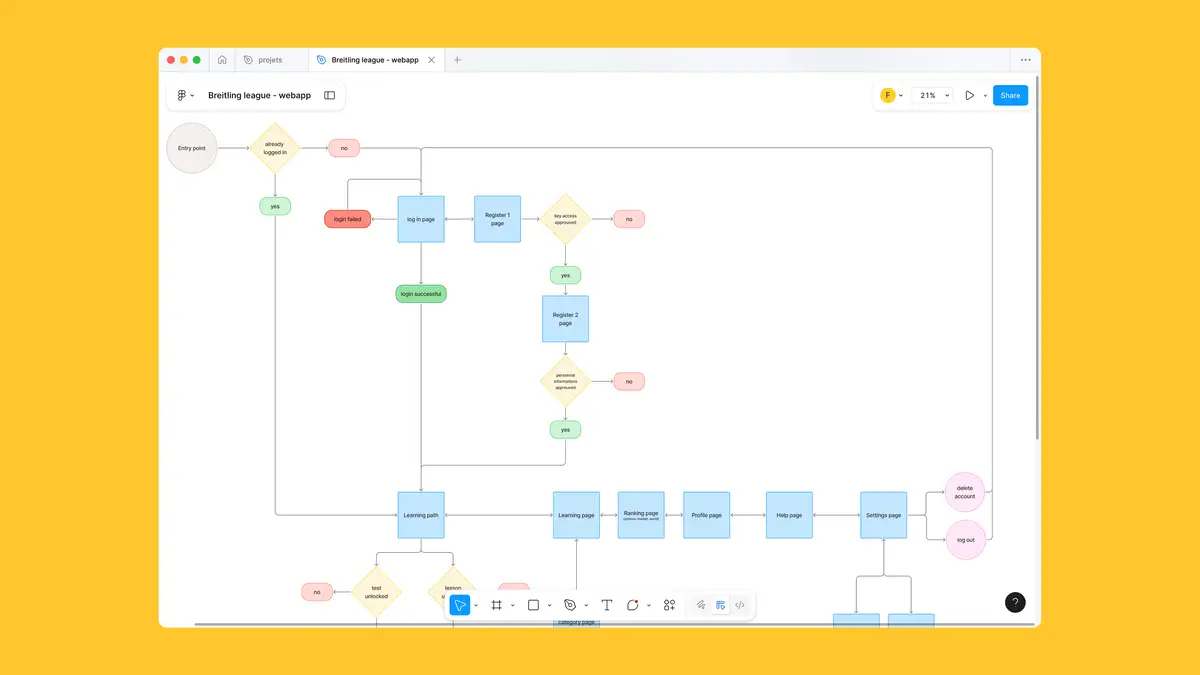 projets
Breitling league - webapp
Breitling league - webapp
F
21%
Share
Entry point
already
logged in
no
yes
login failed
log in page
Register 1
page
key access
approuved
no
login successful
yes
Register 2
page
personal
informations
approuved
no
yes
Learning path
Learning page
Ranking page
Profile page
Help page
Settings page
delete
account
log out
no
test
unlocked
lesson
category page
?